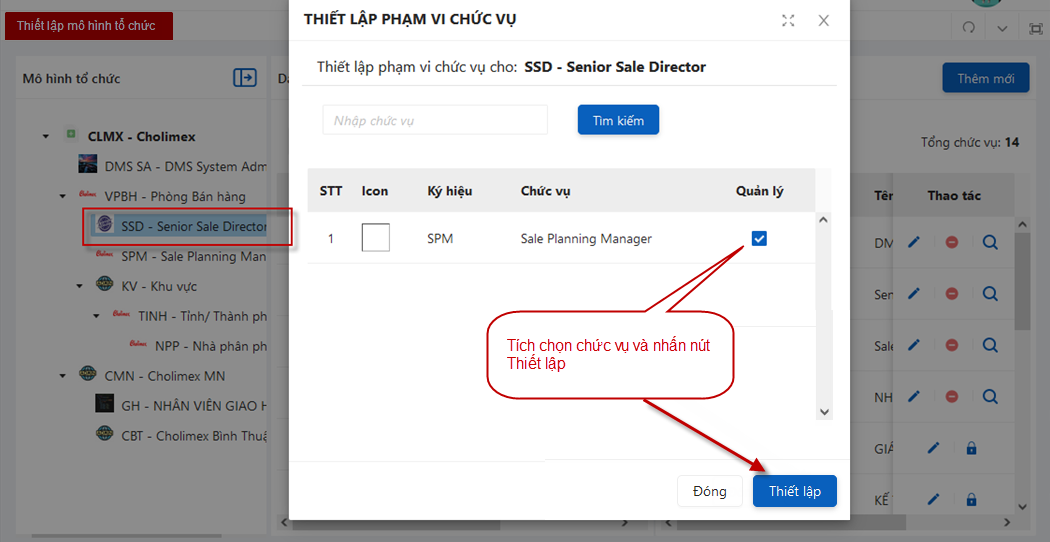 THIẾT LẬP PHẠM VI CHỨC VỤ
Thiết lập mô hình tổ chức
Mô hình tổ chức
CLMX - Cholimex
DMS SA - DMS System Adm
VPBH - Phòng Bán hàng
SSD - Senior Sale Director
SPM - Sale Planning Man
KV - Khu vực
TINH - Tỉnh/ Thành ph
NPP - Nhà phân ph
CMN - Cholimex MN
GH - NHÂN VIÊN GIAO H
CBT - Cholimex Bình Thuậ
Thiết lập phạm vi chức vụ cho: SSD - Senior Sale Director
Nhập chức vụ
Tìm kiếm
STT Icon Ký hiệu Chức vụ Quản lý
1 SPM Sale Planning Manager
Tích chọn chức vụ và nhấn nút
Thiết lập
Đóng
Thiết lập
Thêm mới
Tổng chức vụ: 14
Tên Thao tác
DM
Sen
Sale
NH
GIÁ
KẾ